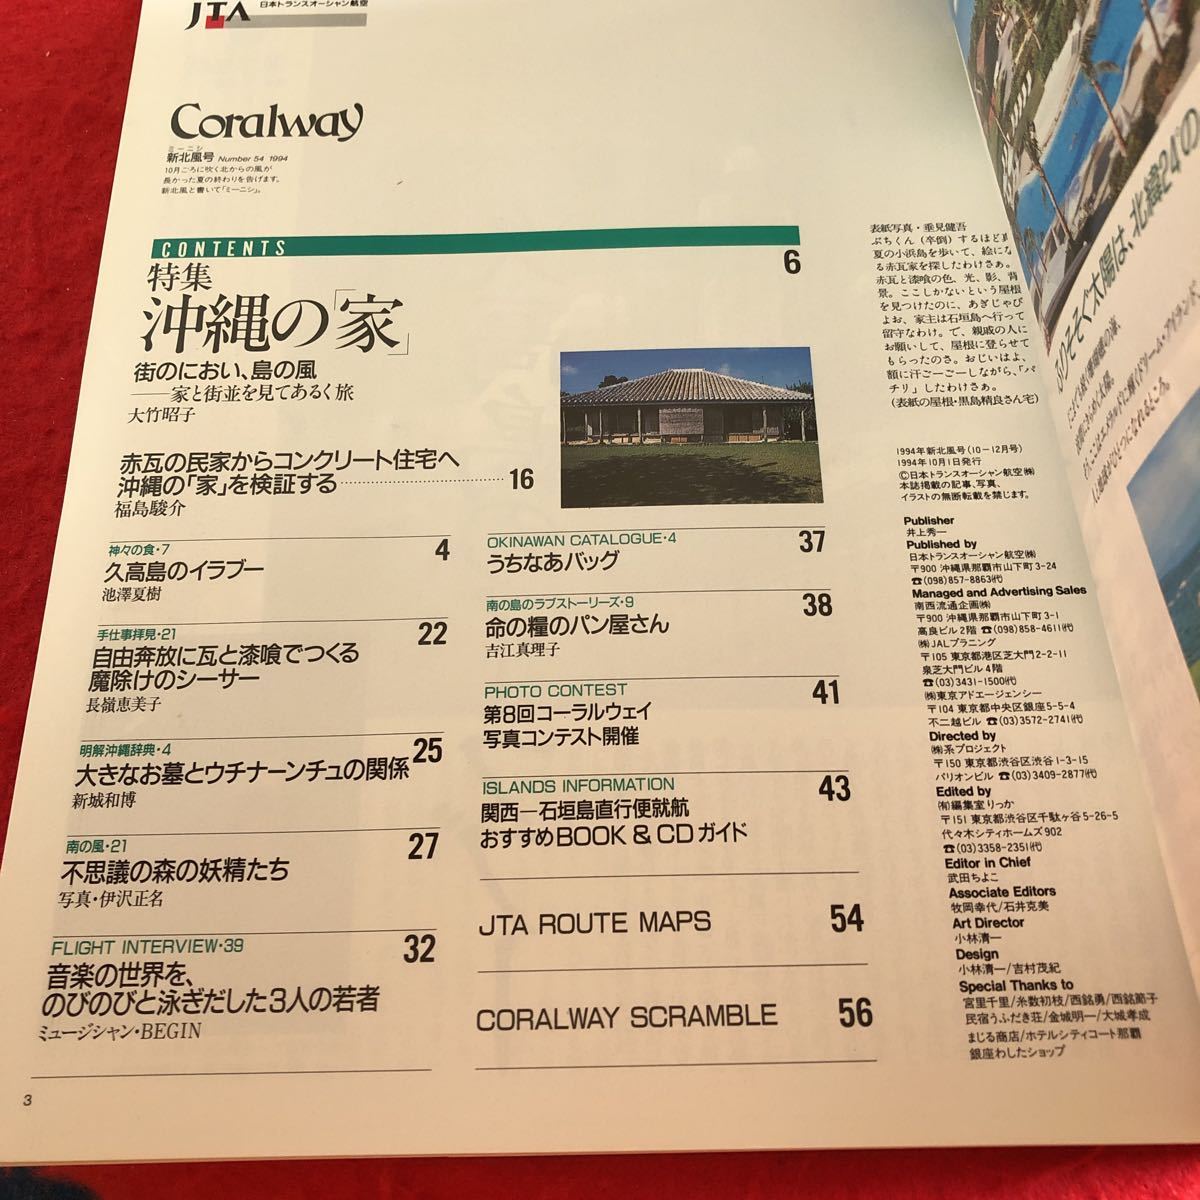 JTA 日本トランスオーシャン航空
Coralway
ミーニシ
新北風号 Number 54 1994
10月ごろに吹く北からの風が
長かった夏の終わりを告げます。
新北風と書いて「ミーニシ」。
CONTENTS
特集
沖縄の「家」
6
街のにおい、島の風
――家と街並を見てあるく旅
大竹昭子
赤瓦の民家からコンクリート住宅へ
沖縄の「家」を検証する 16
福島駿介
神々の食・7
久高島のイラブー
4
池澤夏樹
手仕事拝見・21
自由奔放に瓦と漆喰でつくる
魔除けのシーサー
22
長嶺恵美子
明解沖縄辞典・4
大きなお墓とウチナーンチュの関係
25
新城和博
南の風・21
不思議の森の妖精たち
27
写真・伊沢正名
FLIGHT INTERVIEW・39
音楽の世界を、
のびのびと泳ぎだした3人の若者
32
ミュージシャン・BEGIN
OKINAWAN CATALOGUE・4
うちなあバッグ
37
南の島のラブストーリーズ・9
命の糧のパン屋さん
38
吉江真理子
PHOTO CONTEST
第8回コーラルウェイ
写真コンテスト開催
41
ISLANDS INFORMATION
関西―石垣島直行便就航
おすすめBOOK & CDガイド
43
JTA ROUTE MAPS 54
CORALWAY SCRAMBLE 56
表紙写真・垂見健吾
ぶちくん（卒倒）するほど真
夏の小浜島を歩いて、絵にな
る赤瓦家を探したわけさぁ。
赤瓦と漆喰の色、光、影、背
景。ここしかないという屋根
を見つけたのに、あぎじゃび
よお、家主は石垣島へ行って
留守なわけ。で、親戚の人に
お願いして、屋根に登らせて
もらったのさ。おじいはよ、
額に汗ごーごーしながら、「パ
チリ」したわけさぁ。
（表紙の屋根・黒島精良さん宅）
1994年新北風号（10－12月号）
1994年10月1日発行
©日本トランスオーシャン航空㈱
本誌掲載の記事、写真、
イラストの無断転載を禁じます。
Publisher
井上秀一
Published by
日本トランスオーシャン航空㈱
〒900 沖縄県那覇市山下町3-24
☎(098)857-8863㈹
Managed and Advertising Sales
南西流通企画㈱
〒900 沖縄県那覇市山下町3-1
高良ビル2階 ☎(098)858-4611㈹
㈱JALプラニング
〒105 東京都港区芝大門2-2-11
泉芝大門ビル4階
☎(03)3431-1500㈹
㈱東京アドエージェンシー
〒104 東京都中央区銀座5-5-4
不二越ビル ☎(03)3572-2741㈹
Directed by
㈱系プロジェクト
〒150 東京都渋谷区渋谷1-3-15
バリオンビル ☎(03)3409-2877㈹
Edited by
㈲編集室りっか
〒151 東京都渋谷区千駄ヶ谷5-26-5
代々木シティホームズ902
☎(03)3358-2351㈹
Editor in Chief
武田ちよこ
Associate Editors
牧岡幸代/石井克美
Art Director
小林清一
Design
小林清一/吉村茂紀
Special Thanks to
宮里千里/糸数初枝/西銘勇/西銘節子
民宿うふだき荘/金城明一/大城孝成
まじる商店/ホテルシティコート那覇
銀座わしたショップ
3
ふりそそぐ太陽は、北緯24°の